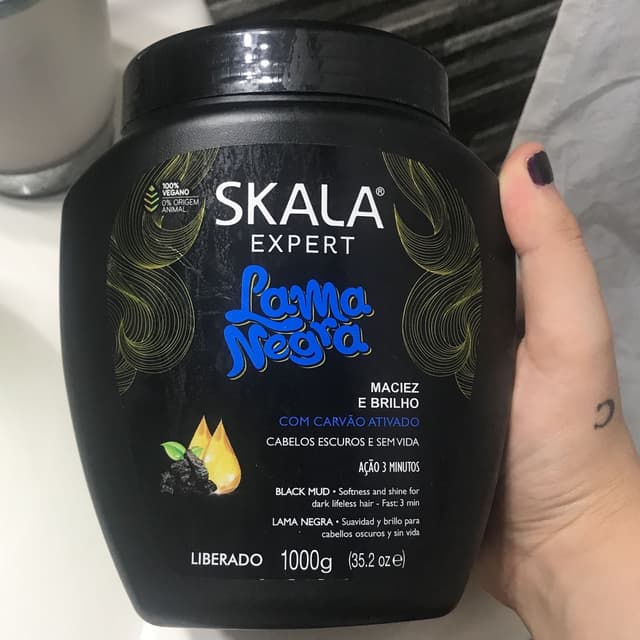 100%
VEGANO
0% ORIGEM
ANIMAL
SKALA®
EXPERT
Lama
Negra
MACIEZ
E BRILHO
COM CARVÃO ATIVADO
CABELOS ESCUROS E SEM VIDA
AÇÃO 3 MINUTOS
BLACK MUD • Softness and shine for
dark lifeless hair - Fast: 3 min
LAMA NEGRA • Suavidad y brillo para
cabellos oscuros y sin vida
LIBERADO 1000g (35.2 oz ℮)